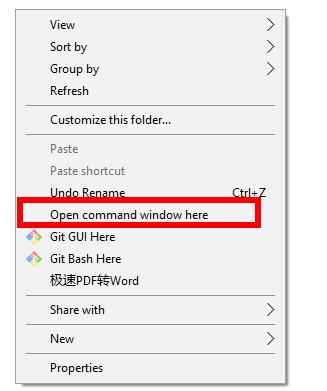 View
Sort by
Group by
Refresh
Customize this folder...
Paste
Paste shortcut
Undo Rename Ctrl+Z
Open command window here
Git GUI Here
Git Bash Here
极速PDF转Word
Share with
New
Properties